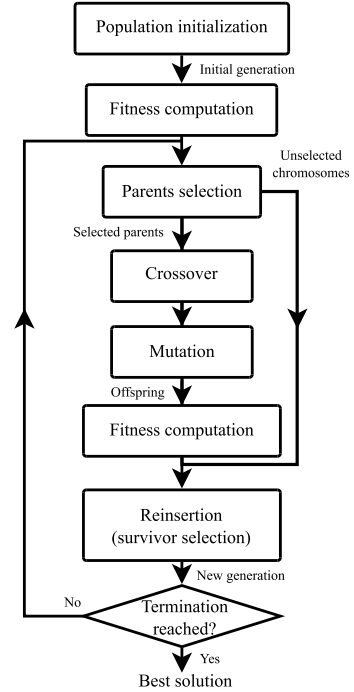 Population initialization
Initial generation
Fitness computation
Unselected
chromosomes
Parents selection
Selected parents
Crossover
Mutation
Offspring
Fitness computation
Reinsertion
(survivor selection)
New generation
No
Termination
reached?
Yes
Best solution